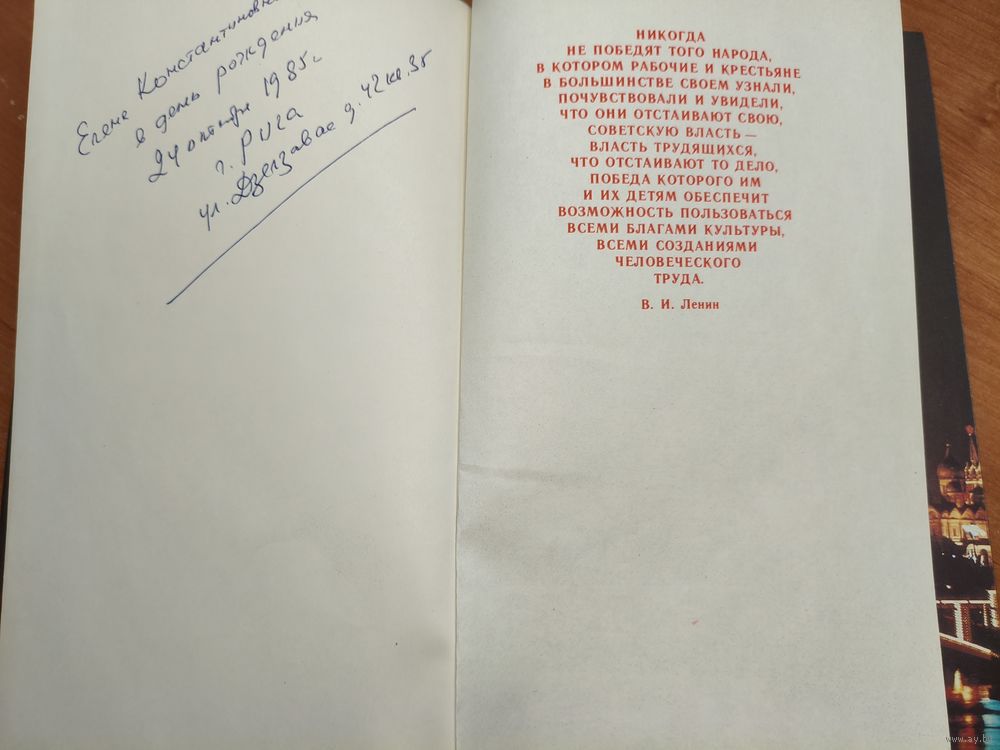 Елене Константиновне
в день рождения
24 октября 1985г.
г. Рига
ул. Дзелзавас д. 42 кв. 35
НИКОГДА
НЕ ПОБЕДЯТ ТОГО НАРОДА,
В КОТОРОМ РАБОЧИЕ И КРЕСТЬЯНЕ
В БОЛЬШИНСТВЕ СВОЕМ УЗНАЛИ,
ПОЧУВСТВОВАЛИ И УВИДЕЛИ,
ЧТО ОНИ ОТСТАИВАЮТ СВОЮ,
СОВЕТСКУЮ ВЛАСТЬ —
ВЛАСТЬ ТРУДЯЩИХСЯ,
ЧТО ОТСТАИВАЮТ ТО ДЕЛО,
ПОБЕДА КОТОРОГО ИМ
И ИХ ДЕТЯМ ОБЕСПЕЧИТ
ВОЗМОЖНОСТЬ ПОЛЬЗОВАТЬСЯ
ВСЕМИ БЛАГАМИ КУЛЬТУРЫ,
ВСЕМИ СОЗДАНИЯМИ
ЧЕЛОВЕЧЕСКОГО
ТРУДА.
В. И. Ленин